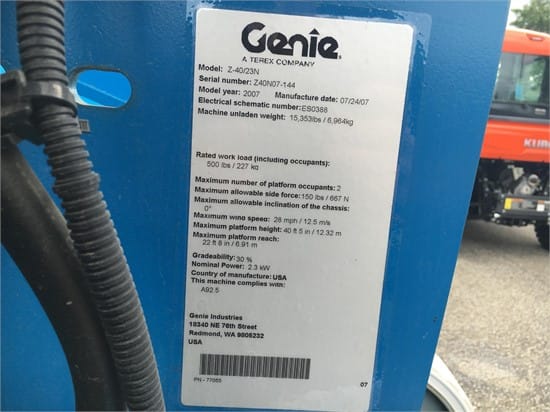 Genie
A TEREX COMPANY
Model: Z-40/23N
Serial number: Z40N07-144
Model year: 2007 Manufacture date: 07/24/07
Electrical schematic number:ES0388
Machine unladen weight: 15,353lbs / 6,964kg
Rated work load (including occupants):
500 lbs / 227 kg
Maximum number of platform occupants: 2
Maximum allowable side force:150 lbs / 667 N
Maximum allowable inclination of the chassis:
0°
Maximum wind speed: 28 mph / 12.5 m/s
Maximum platform height: 40 ft 5 in / 12.32 m
Maximum platform reach:
22 ft 8 in / 6.91 m
Gradeability:30 %
Nominal Power: 2.3 kW
Country of manufacture: USA
This machine complies with:
A92.5
Genie Industries
18340 NE 76th Street
Redmond, WA 9805232
USA
PN - 77055 07
KUB